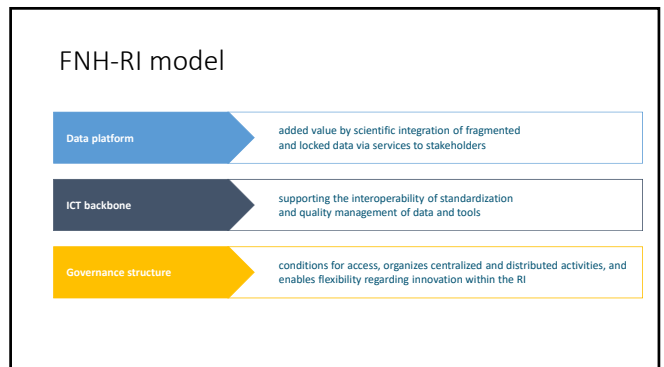 FNH-RI model
Data platform
added value by scientific integration of fragmented
and locked data via services to stakeholders
ICT backbone
supporting the interoperability of standardization
and quality management of data and tools
Governance structure
conditions for access, organizes centralized and distributed activities, and
enables flexibility regarding innovation within the RI